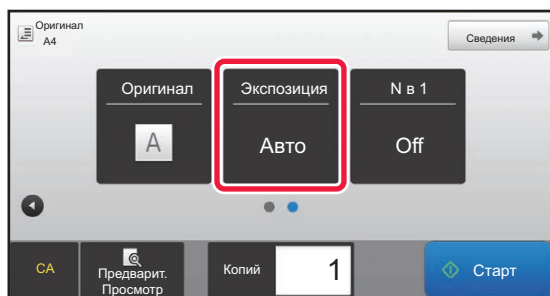 Оригинал
A4
Сведения
Оригинал
Экспозиция
N в 1
A
Авто
Off
CA
Предварит.
Просмотр
Копий
1
Старт